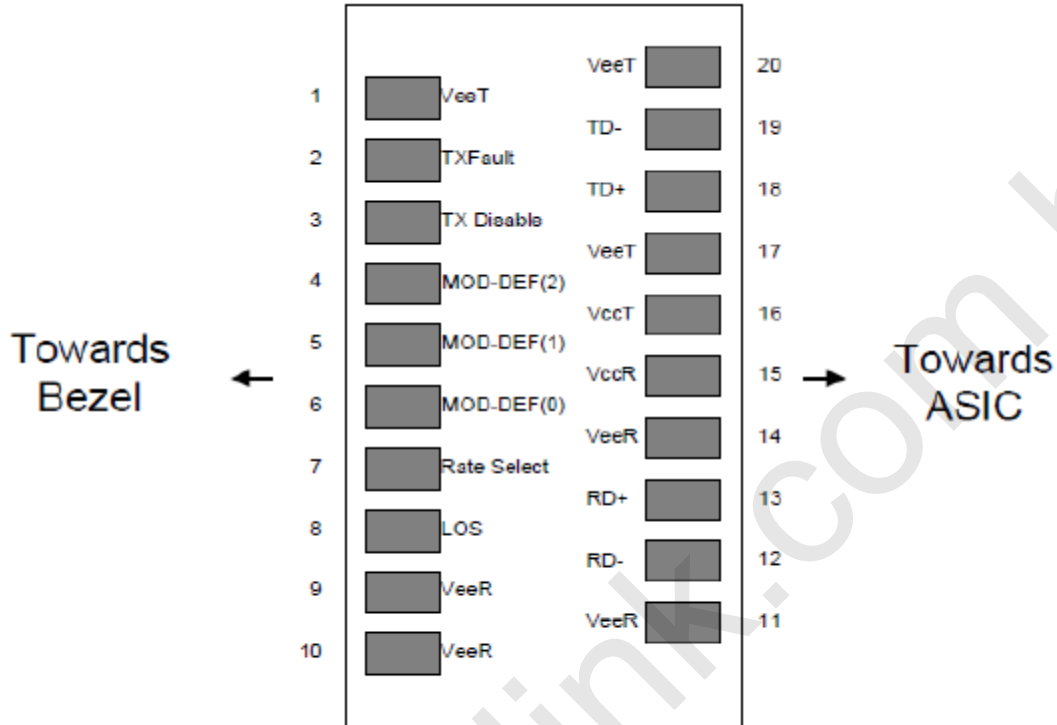 VeeT 20
1 VeeT
TD- 19
2 TXFault
TD+ 18
3 TX Disable
VeeT 17
4 MOD-DEF(2)
VccT 16
5 MOD-DEF(1)
Towards
Bezel
VccR 15
Towards
ASIC
6 MOD-DEF(0)
VeeR 14
7 Rate Select
RD+ 13
8 LOS
RD- 12
9 VeeR
VeeR 11
10 VeeR
link.com